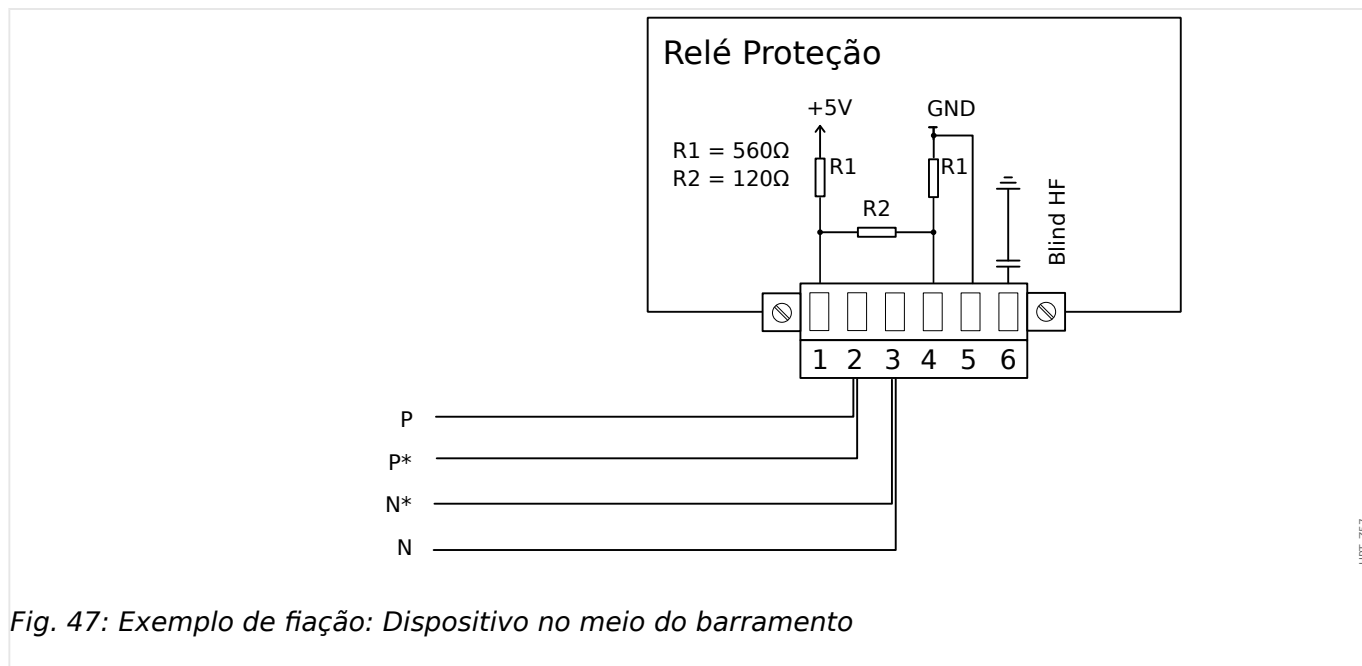 Relé Proteção
+5V
GND
R1 = 560Ω
R2 = 120Ω
R1
R1
R2
Blind HF
1 2 3 4 5 6
P
P*
N*
N
Fig. 47: Exemplo de fiação: Dispositivo no meio do barramento